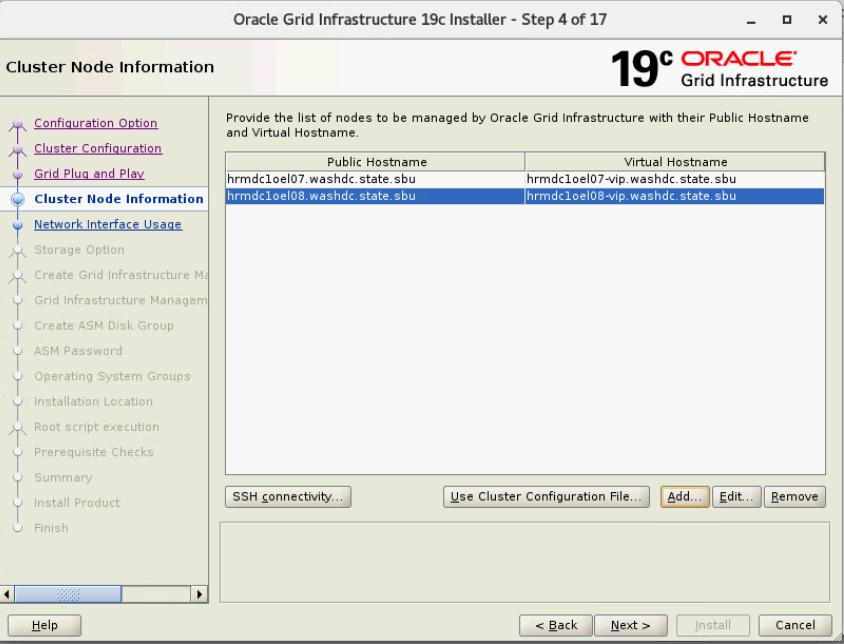 Oracle Grid Infrastructure 19c Installer - Step 4 of 17
Cluster Node Information
19c ORACLE
Grid Infrastructure
Configuration Option
Cluster Configuration
Grid Plug and Play
Cluster Node Information
Network Interface Usage
Storage Option
Create Grid Infrastructure Ma
Grid Infrastructure Managem
Create ASM Disk Group
ASM Password
Operating System Groups
Installation Location
Root script execution
Prerequisite Checks
Summary
Install Product
Finish
Provide the list of nodes to be managed by Oracle Grid Infrastructure with their Public Hostname
and Virtual Hostname.
Public Hostname Virtual Hostname
hrmdc1oel07.washdc.state.sbu hrmdc1oel07-vip.washdc.state.sbu
hrmdc1oel08.washdc.state.sbu hrmdc1oel08-vip.washdc.state.sbu
SSH connectivity... Use Cluster Configuration File... Add... Edit... Remove
Help < Back Next > Install Cancel